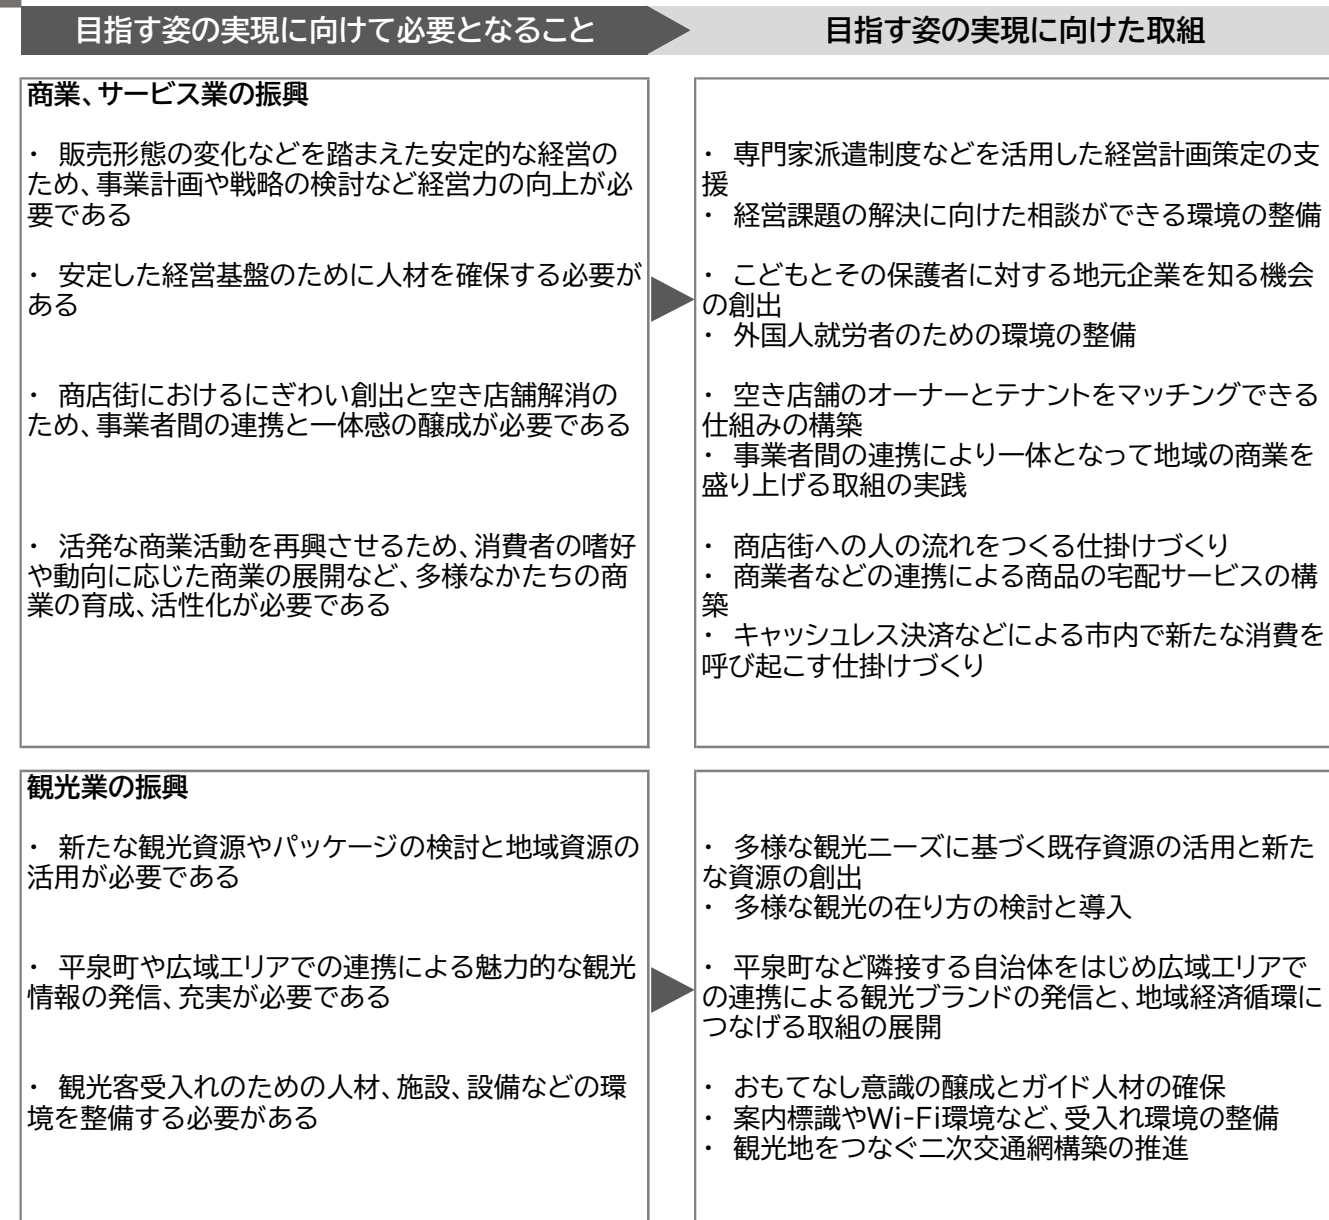 目指す姿の実現に向けて必要となること
目指す姿の実現に向けた取組
商業、サービス業の振興
・ 販売形態の変化などを踏まえた安定的な経営の
ため、事業計画や戦略の検討など経営力の向上が必
要である
・ 安定した経営基盤のために人材を確保する必要が
ある
・ 商店街におけるにぎわい創出と空き店舗解消の
ため、事業者間の連携と一体感の醸成が必要である
・ 活発な商業活動を再興させるため、消費者の嗜好
や動向に応じた商業の展開など、多様なかたちの商
業の育成、活性化が必要である
・ 専門家派遣制度などを活用した経営計画策定の支
援
・ 経営課題の解決に向けた相談ができる環境の整備
・ こどもとその保護者に対する地元企業を知る機会
の創出
・ 外国人就労者のための環境の整備
・ 空き店舗のオーナーとテナントをマッチングできる
仕組みの構築
・ 事業者間の連携により一体となって地域の商業を
盛り上げる取組の実践
・ 商店街への人の流れをつくる仕掛けづくり
・ 商業者などの連携による商品の宅配サービスの構
築
・ キャッシュレス決済などによる市内で新たな消費を
呼び起こす仕掛けづくり
観光業の振興
・ 新たな観光資源やパッケージの検討と地域資源の
活用が必要である
・ 平泉町や広域エリアでの連携による魅力的な観光
情報の発信、充実が必要である
・ 観光客受入れのための人材、施設、設備などの環
境を整備する必要がある
・ 多様な観光ニーズに基づく既存資源の活用と新た
な資源の創出
・ 多様な観光の在り方の検討と導入
・ 平泉町など隣接する自治体をはじめ広域エリアで
の連携による観光ブランドの発信と、地域経済循環に
つなげる取組の展開
・ おもてなし意識の醸成とガイド人材の確保
・ 案内標識やWi-Fi環境など、受入れ環境の整備
・ 観光地をつなぐ二次交通網構築の推進